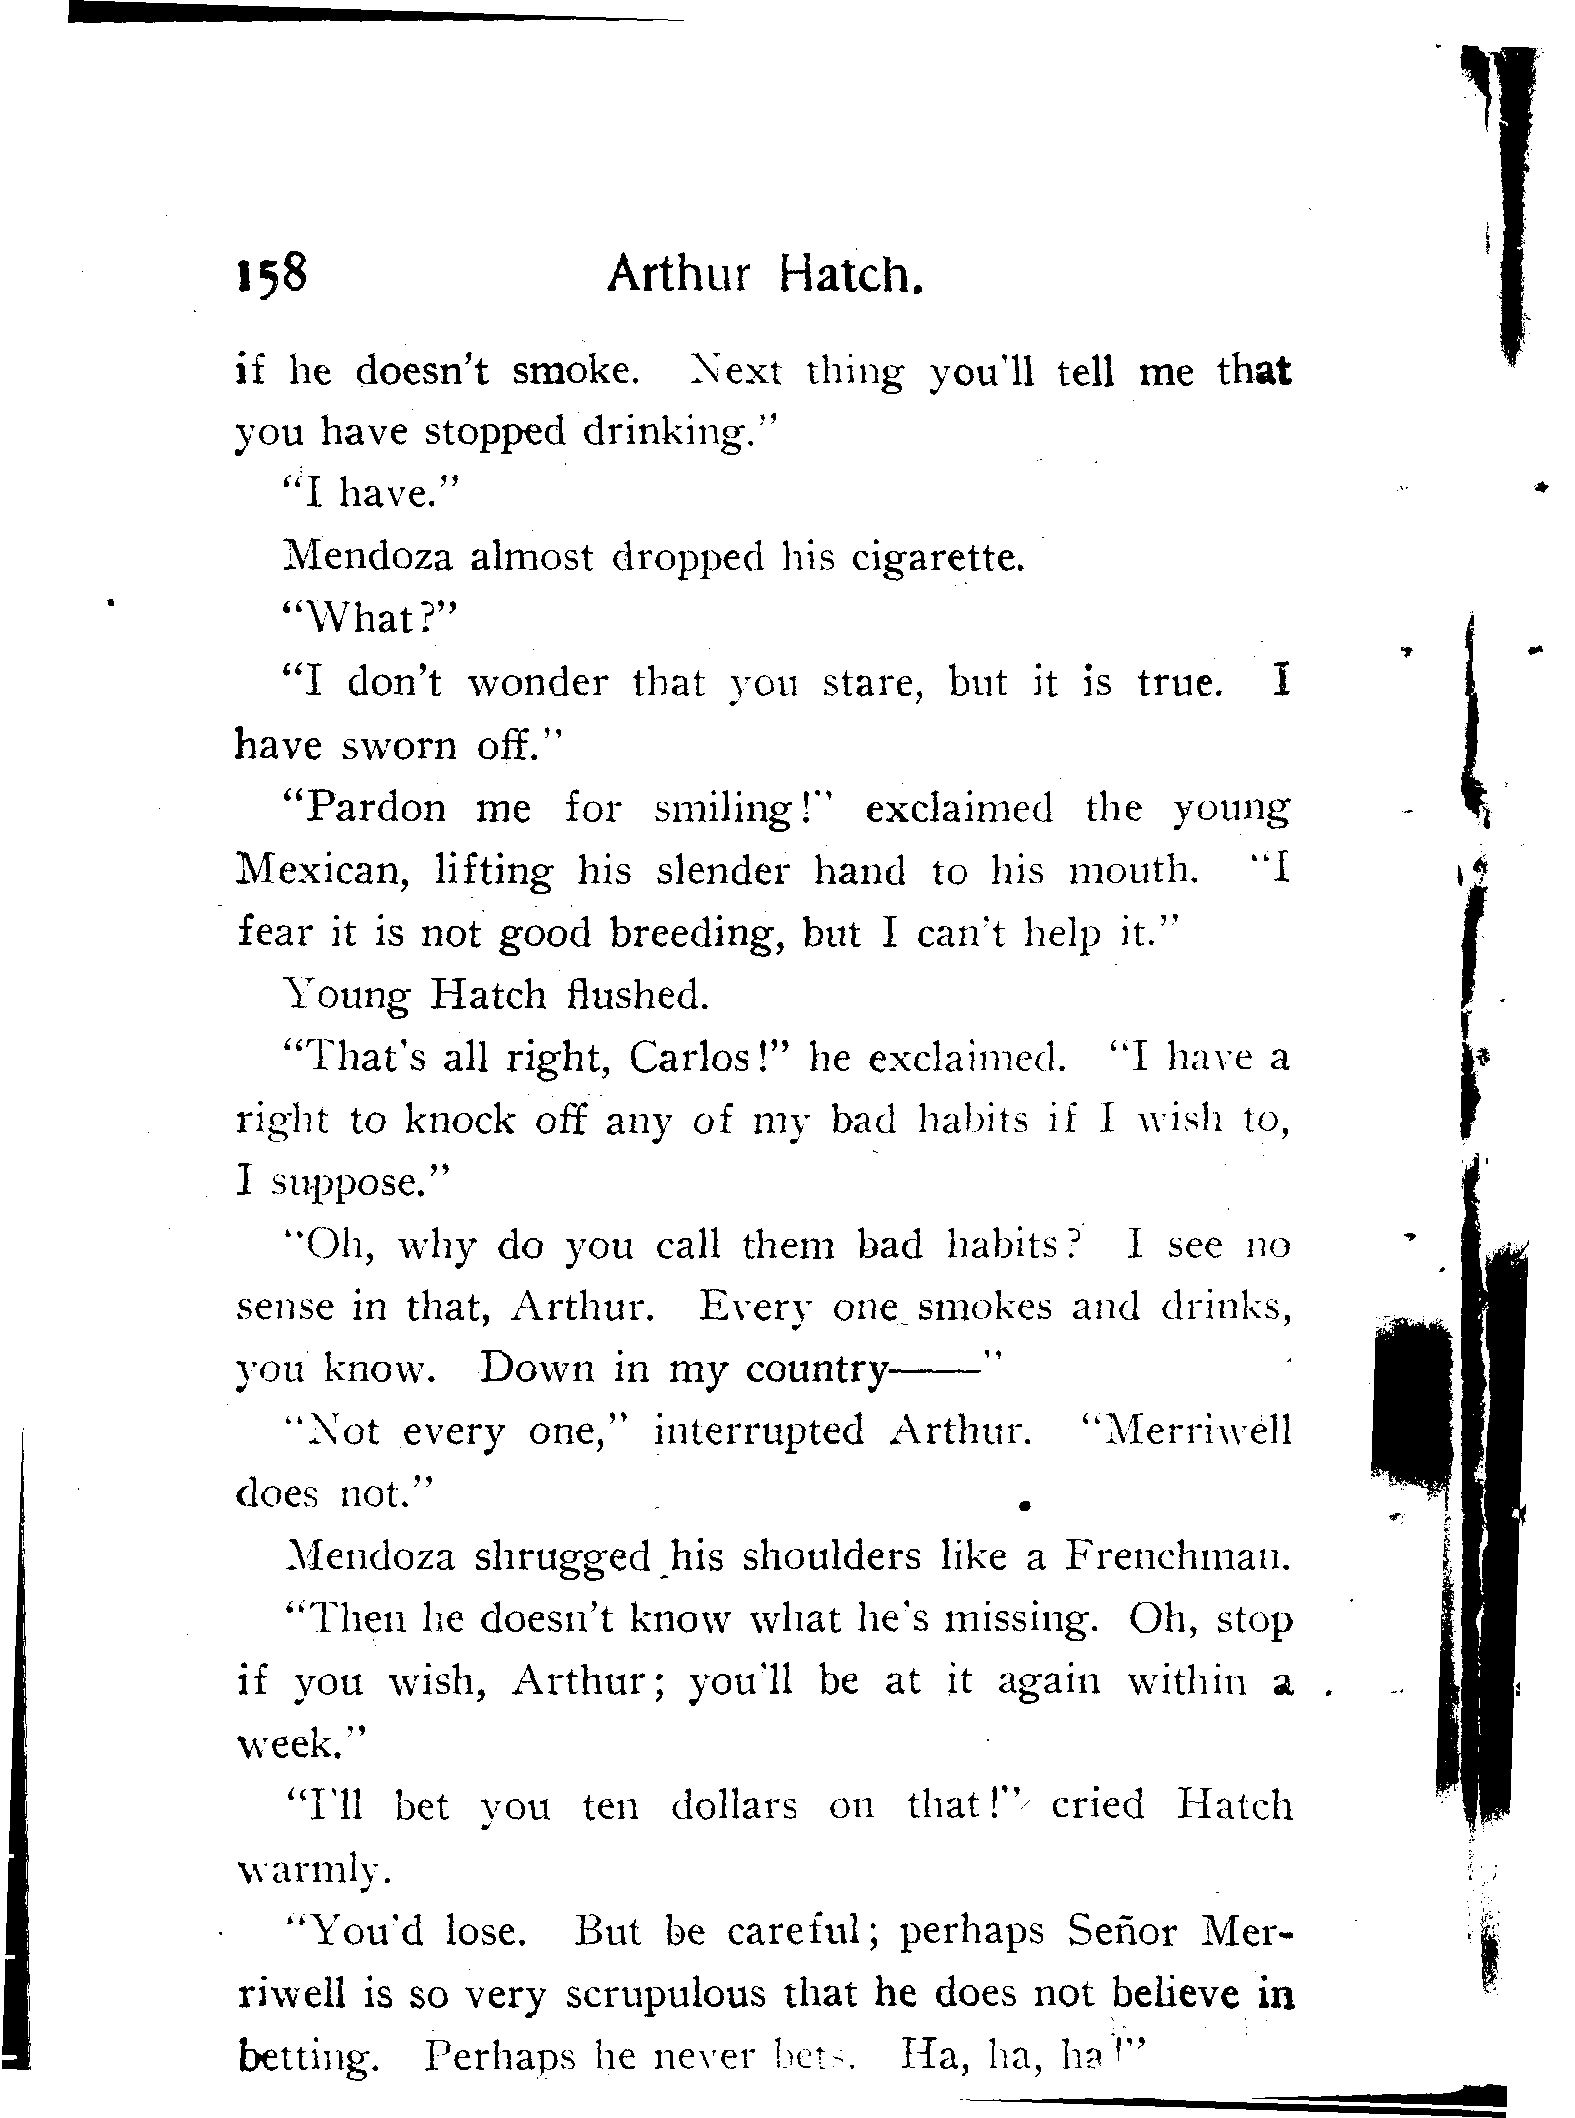 158 Arthur Hatch.
if he doesn't smoke. Next thing you'll tell me that
you have stopped drinking."
"I have."
Mendoza almost dropped his cigarette.
"What?"
"I don't wonder that you stare, but it is true. I
have sworn off."
"Pardon me for smiling!" exclaimed the young
Mexican, lifting his slender hand to his mouth. "I
fear it is not good breeding, but I can't help it."
Young Hatch flushed.
"That's all right, Carlos!" he exclaimed. "I have a
right to knock off any of my bad habits if I wish to,
I suppose."
"Oh, why do you call them bad habits? I see no
sense in that, Arthur. Every one smokes and drinks,
you know. Down in my country——"
"Not every one," interrupted Arthur. "Merriwell
does not."
Mendoza shrugged his shoulders like a Frenchman.
"Then he doesn't know what he's missing. Oh, stop
if you wish, Arthur; you'll be at it again within a
week."
"I'll bet you ten dollars on that!" cried Hatch
warmly.
"You'd lose. But be careful; perhaps Señor Mer-
riwell is so very scrupulous that he does not believe in
betting. Perhaps he never bets. Ha, ha, ha!"